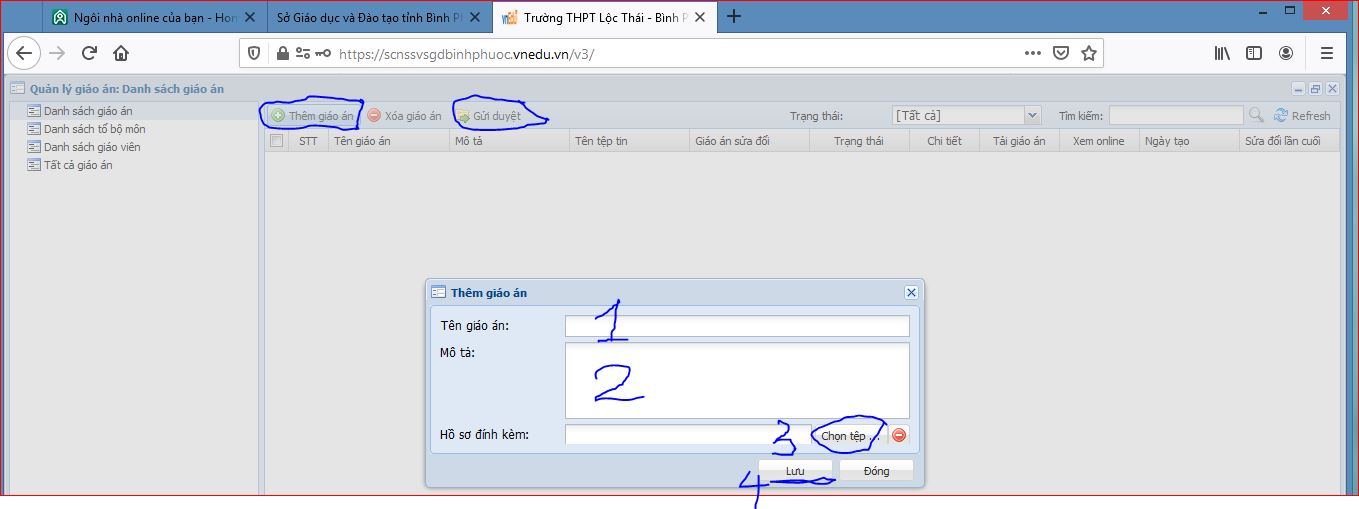 Ngôi nhà online của bạn - Hon
Sở Giáo dục và Đào tạo tỉnh Bình Ph
Trường THPT Lộc Thái - Bình P
https://scnssvsgdbinhphuoc.vnedu.vn/v3/
Quản lý giáo án: Danh sách giáo án
Danh sách giáo án
Danh sách tổ bộ môn
Danh sách giáo viên
Tất cả giáo án
Thêm giáo án Xóa giáo án Gửi duyệt Trạng thái: [Tất cả] Tìm kiếm: Refresh
STT Tên giáo án Mô tả Tên tệp tin Giáo án sửa đổi Trạng thái Chi tiết Tải giáo án Xem online Ngày tạo Sửa đổi lần cuối
Thêm giáo án
Tên giáo án: 1
Mô tả: 2
Hồ sơ đính kèm: 3 Chọn tệp ...
4 Lưu Đóng